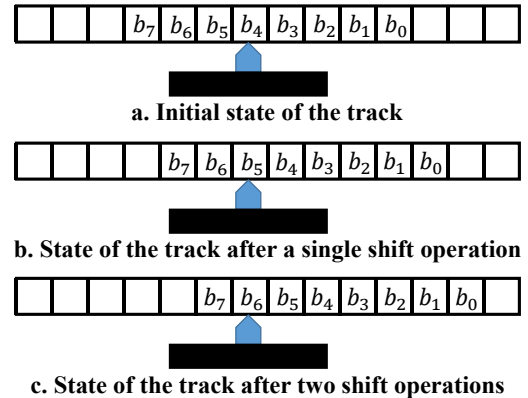 b₇ b₆ b₅ b₄ b₃ b₂ b₁ b₀
a. Initial state of the track
b₇ b₆ b₅ b₄ b₃ b₂ b₁ b₀
b. State of the track after a single shift operation
b₇ b₆ b₅ b₄ b₃ b₂ b₁ b₀
c. State of the track after two shift operations